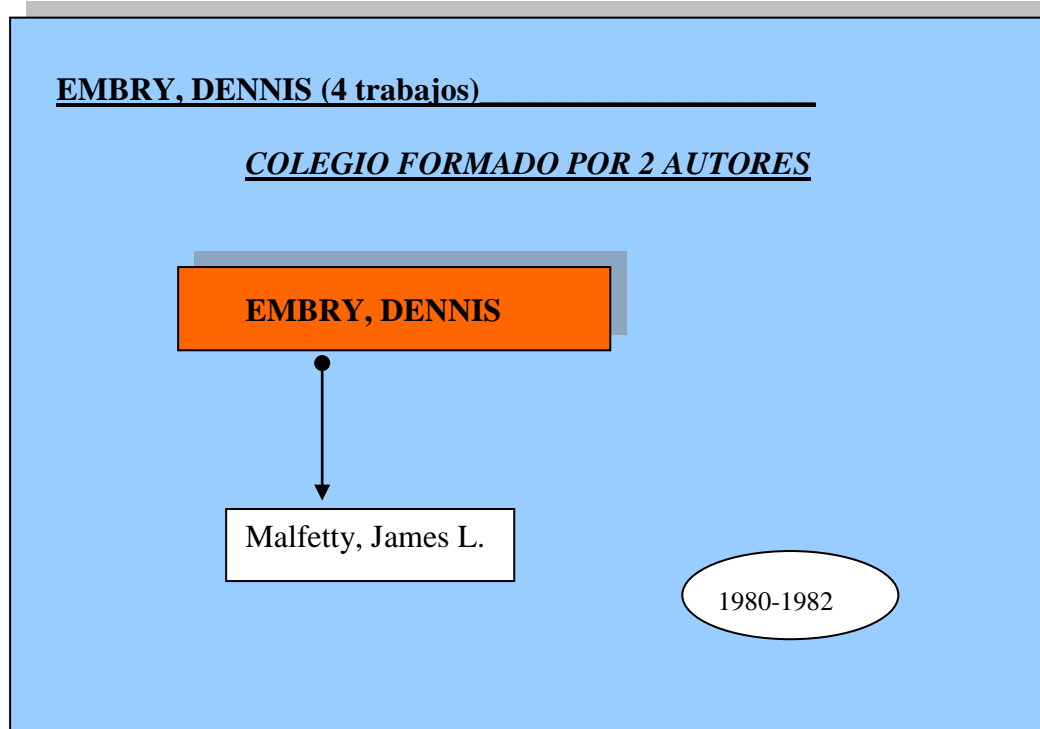 EMBRY, DENNIS (4 trabajos)
COLEGIO FORMADO POR 2 AUTORES
EMBRY, DENNIS
Malfetty, James L.
1980-1982